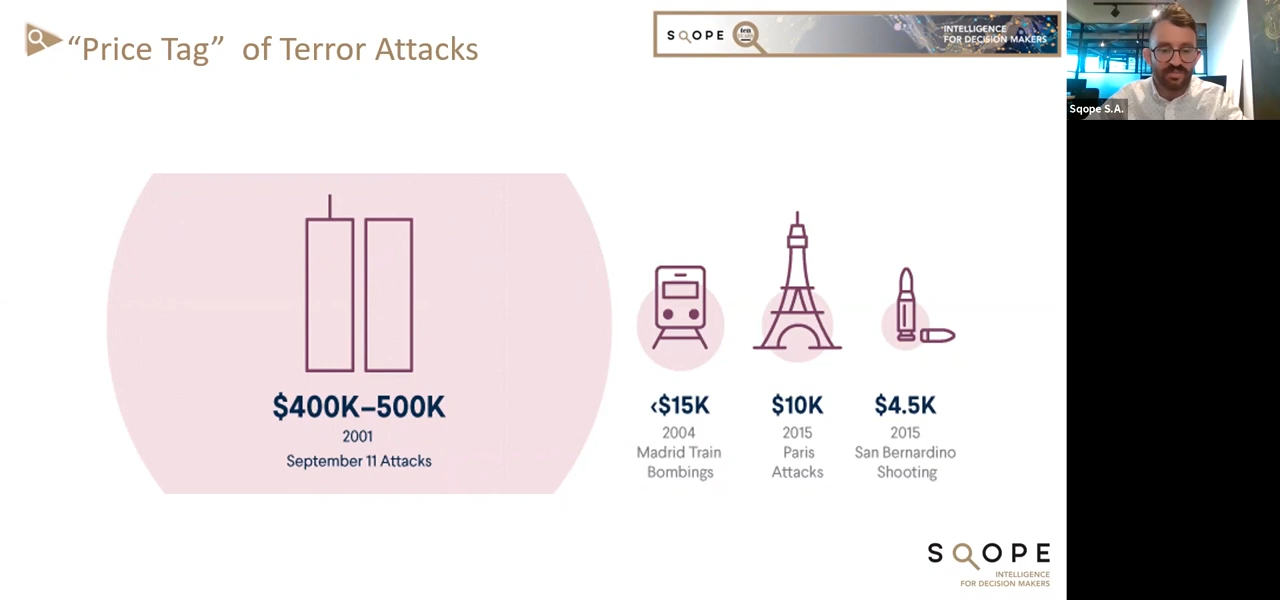 “Price Tag” of Terror Attacks
SQOPE
INTELLIGENCE
FOR DECISION MAKERS
Sqope S.A.
$400K–500K
2001
September 11 Attacks
<$15K
2004
Madrid Train
Bombings
$10K
2015
Paris
Attacks
$4.5K
2015
San Bernardino
Shooting
SQOPE
INTELLIGENCE
FOR DECISION MAKERS